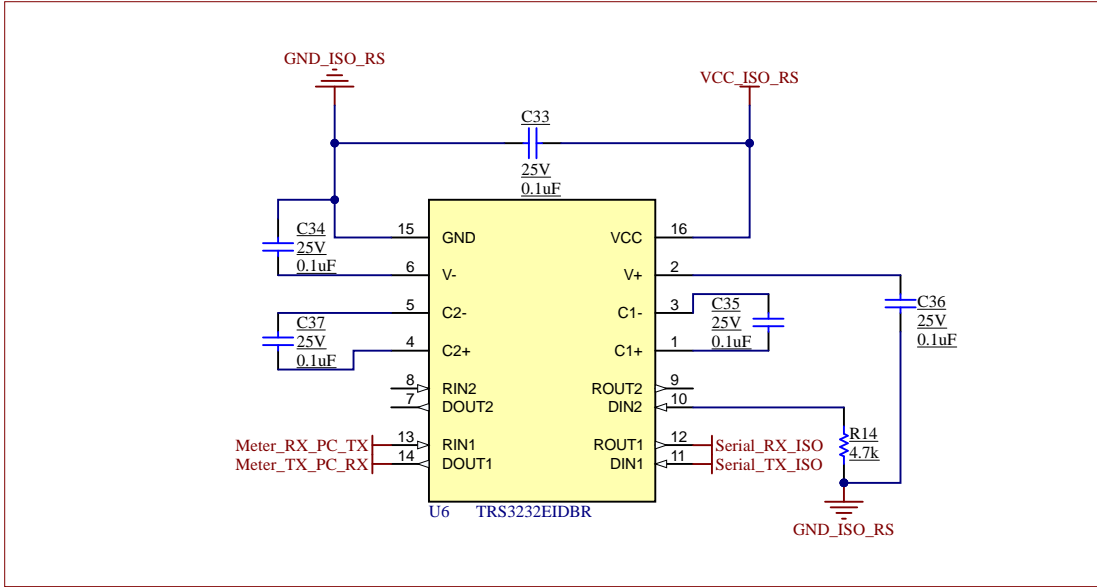 GND_ISO_RS
VCC_ISO_RS
C33
25V
0.1uF
C34
25V
0.1uF
15
GND
VCC
16
6
V-
V+
2
5
C2-
C1-
3
C35
25V
0.1uF
C36
25V
0.1uF
C37
25V
0.1uF
4
C2+
C1+
1
8
RIN2
ROUT2
9
7
DOUT2
DIN2
10
Meter_RX_PC_TX
13
RIN1
ROUT1
12
Serial_RX_ISO
Meter_TX_PC_RX
14
DOUT1
DIN1
11
Serial_TX_ISO
R14
4.7k
U6
TRS3232EIDBR
GND_ISO_RS